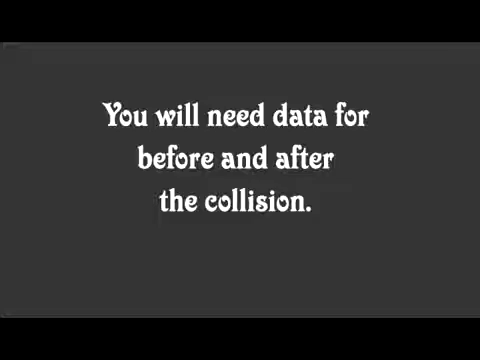 You will need data for
before and after
the collision.